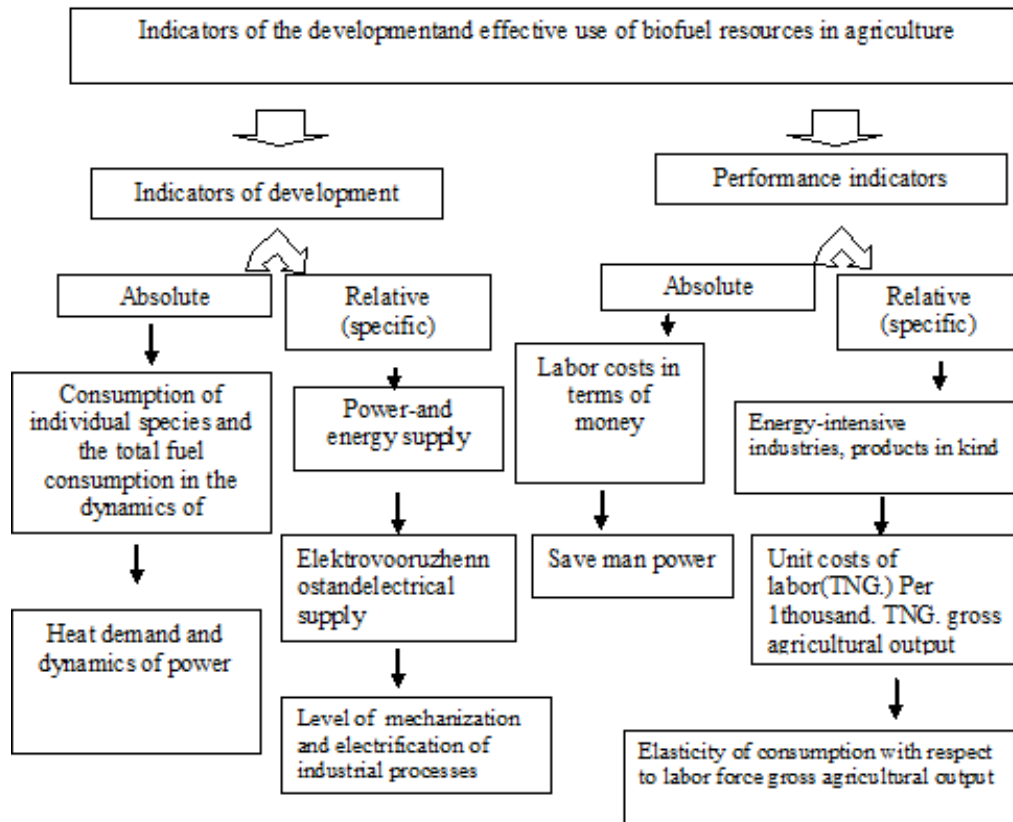 Indicators of the developmentand effective use of biofuel resources in agriculture
Indicators of development
Performance indicators
Absolute
Relative
(specific)
Absolute
Relative
(specific)
Consumption of
individual species and
the total fuel
consumption in the
dynamics of
Power-and
energy supply
Labor costs in
terms of
money
Energy-intensive
industries, products in kind
Heat demand and
dynamics of power
Elektrovooruzhenn
ostandelectrical
supply
Save man power
Unit costs of
labor(TNG.) Per
1thousand. TNG. gross
agricultural output
Level of mechanization
and electrification of
industrial processes
Elasticity of consumption with respect
to labor force gross agricultural output